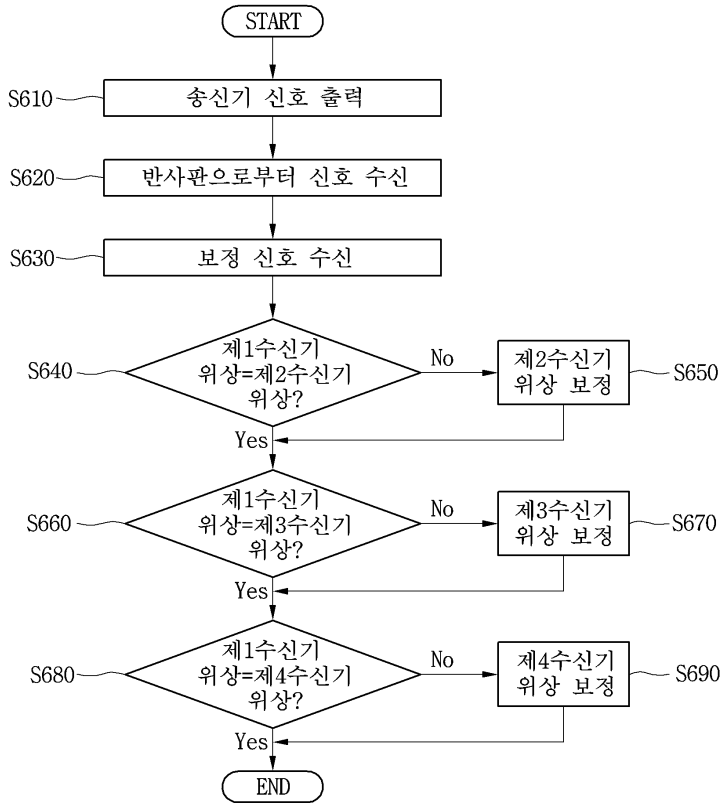 START
S610
송신기 신호 출력
S620
반사판으로부터 신호 수신
S630
보정 신호 수신
S640
제1수신기
위상=제2수신기
위상?
No
제2수신기
위상 보정
S650
Yes
S660
제1수신기
위상=제3수신기
위상?
No
제3수신기
위상 보정
S670
Yes
S680
제1수신기
위상=제4수신기
위상?
No
제4수신기
위상 보정
S690
Yes
END